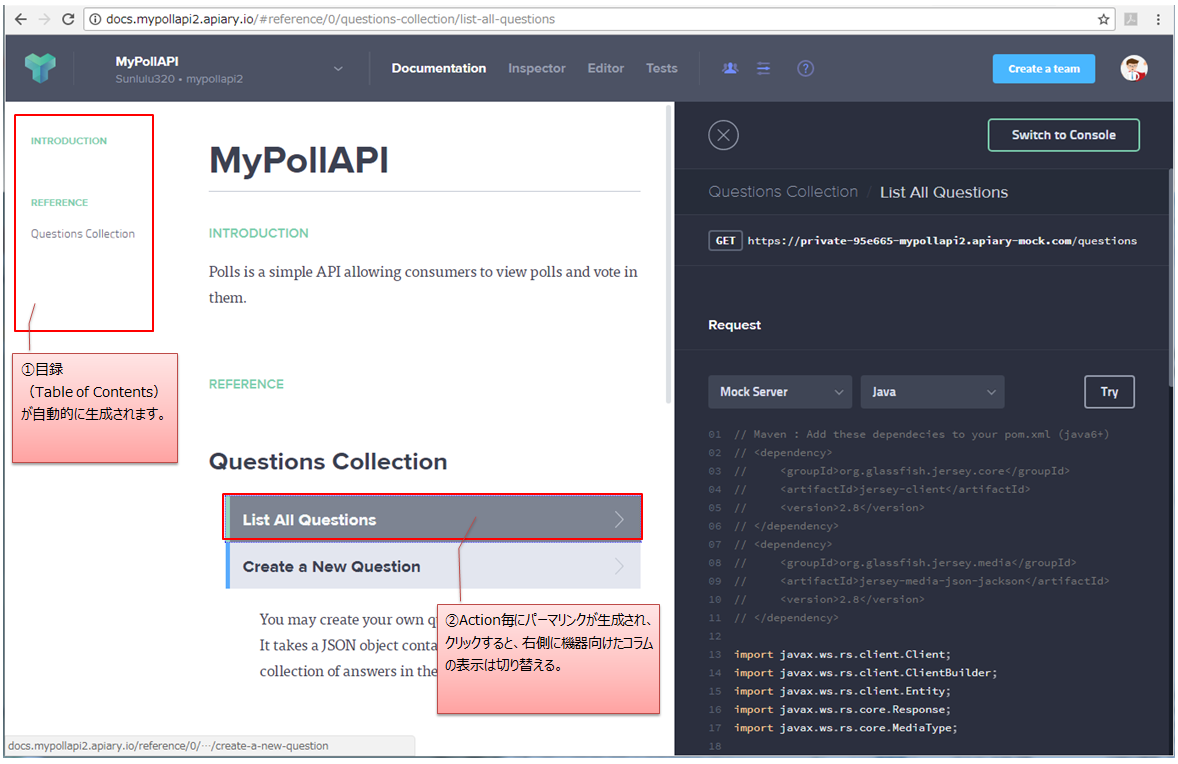 docs.mypollapi2.apiary.io/#reference/0/questions-collection/list-all-questions
MyPollAPI
Sunlulu320 • mypollapi2
Documentation
Inspector
Editor
Tests
Create a team
INTRODUCTION
REFERENCE
Questions Collection
①目録
（Table of Contents）
が自動的に生成されます。
MyPollAPI
INTRODUCTION
Polls is a simple API allowing consumers to view polls and vote in
them.
REFERENCE
Questions Collection
List All Questions
Create a New Question
You may create your own q
It takes a JSON object conta
collection of answers in the
②Action毎にパーマリンクが生成され、
クリックすると、右側に機器向けたコラム
の表示は切り替える。
docs.mypollapi2.apiary.io/reference/0/…/create-a-new-question
Switch to Console
Questions Collection / List All Questions
GET https://private-95e665-mypollapi2.apiary-mock.com/questions
Request
Mock Server
Java
Try
01 // Maven : Add these dependecies to your pom.xml (java6+)
02 // <dependency>
03 //     <groupId>org.glassfish.jersey.core</groupId>
04 //     <artifactId>jersey-client</artifactId>
05 //     <version>2.8</version>
06 // </dependency>
07 // <dependency>
08 //     <groupId>org.glassfish.jersey.media</groupId>
09 //     <artifactId>jersey-media-json-jackson</artifactId>
10 //     <version>2.8</version>
11 // </dependency>
12
13 import javax.ws.rs.client.Client;
14 import javax.ws.rs.client.ClientBuilder;
15 import javax.ws.rs.client.Entity;
16 import javax.ws.rs.core.Response;
17 import javax.ws.rs.core.MediaType;
18